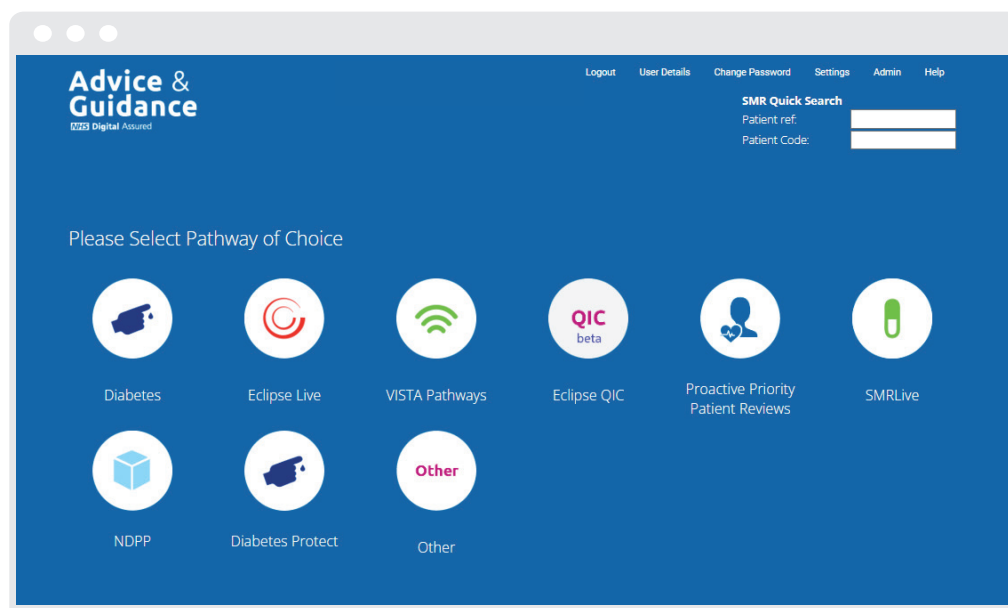 Advice &
Guidance
NHS Digital Assured
Logout User Details Change Password Settings Admin Help
SMR Quick Search
Patient ref:
Patient Code:
Please Select Pathway of Choice
QIC
beta
Diabetes
Eclipse Live
VISTA Pathways
Eclipse QIC
Proactive Priority
Patient Reviews
SMRLive
Other
NDPP
Diabetes Protect
Other